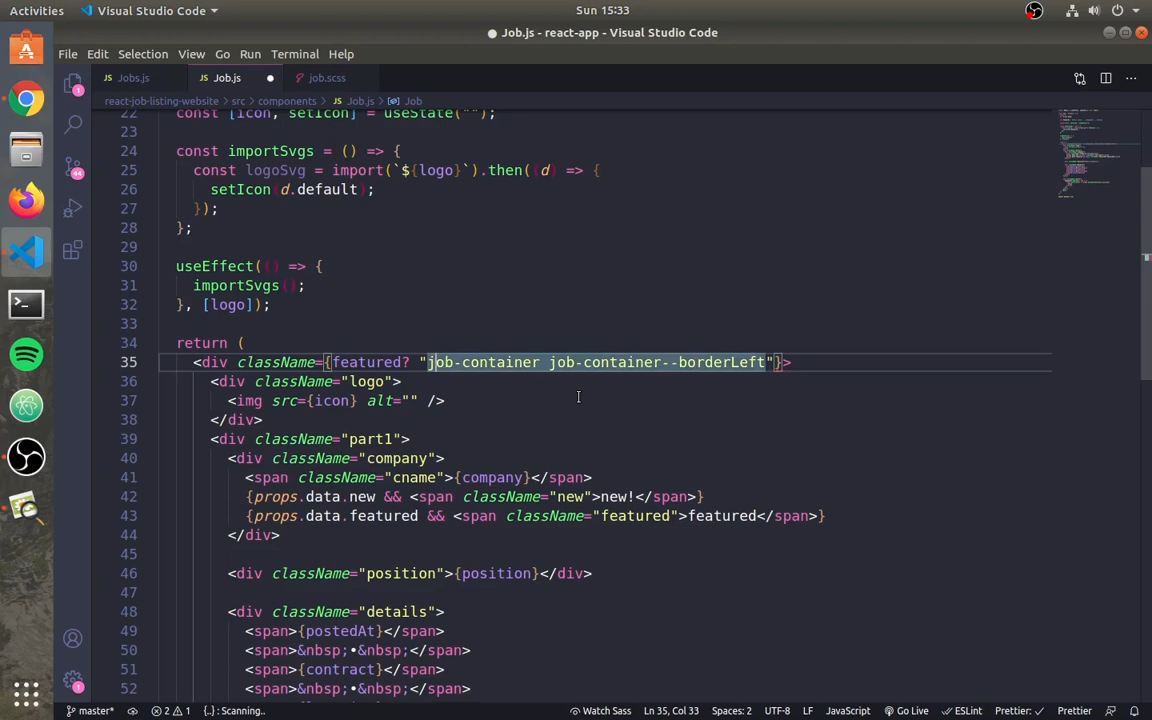 Activities
Visual Studio Code
Sun 15:33
Job.js - react-app - Visual Studio Code
File Edit Selection View Go Run Terminal Help
JS Jobs.js
JS Job.js
job.scss
react-job-listing-website > src > components > JS Job.js > Job
22 const [icon, setIcon] = useState("");
23
24 const importSvgs = () => {
25 const logoSvg = import(`${logo}`).then((d) => {
26 setIcon(d.default);
27 });
28 };
29
30 useEffect(() => {
31 importSvgs();
32 }, [logo]);
33
34 return (
35 <div className={featured? "job-container job-container--borderLeft"}>
36 <div className="logo">
37 <img src={icon} alt="" />
38 </div>
39 <div className="part1">
40 <div className="company">
41 <span className="cname">{company}</span>
42 {props.data.new && <span className="new">new!</span>}
43 {props.data.featured && <span className="featured">featured</span>}
44 </div>
45
46 <div className="position">{position}</div>
47
48 <div className="details">
49 <span>{postedAt}</span>
50 <span>&nbsp;•&nbsp;</span>
51 <span>{contract}</span>
52 <span>&nbsp;•&nbsp;</span>
1
44
1
master*
2 1
{..}: Scanning..
Watch Sass
Ln 35, Col 33
Spaces: 2
UTF-8
LF
JavaScript
Go Live
ESLint
Prettier: ✓
Prettier